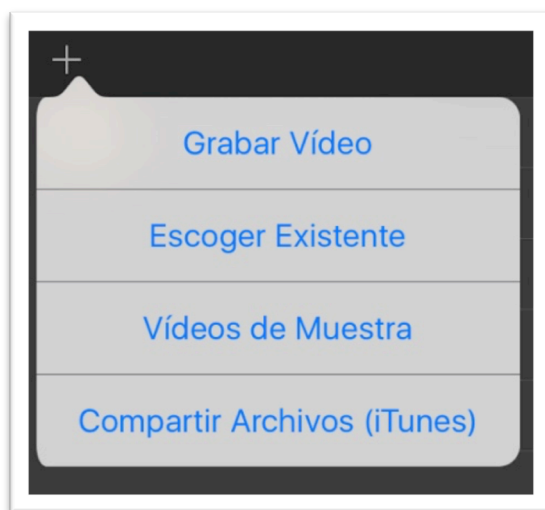 Grabar Vídeo
Escoger Existente
Vídeos de Muestra
Compartir Archivos (iTunes)